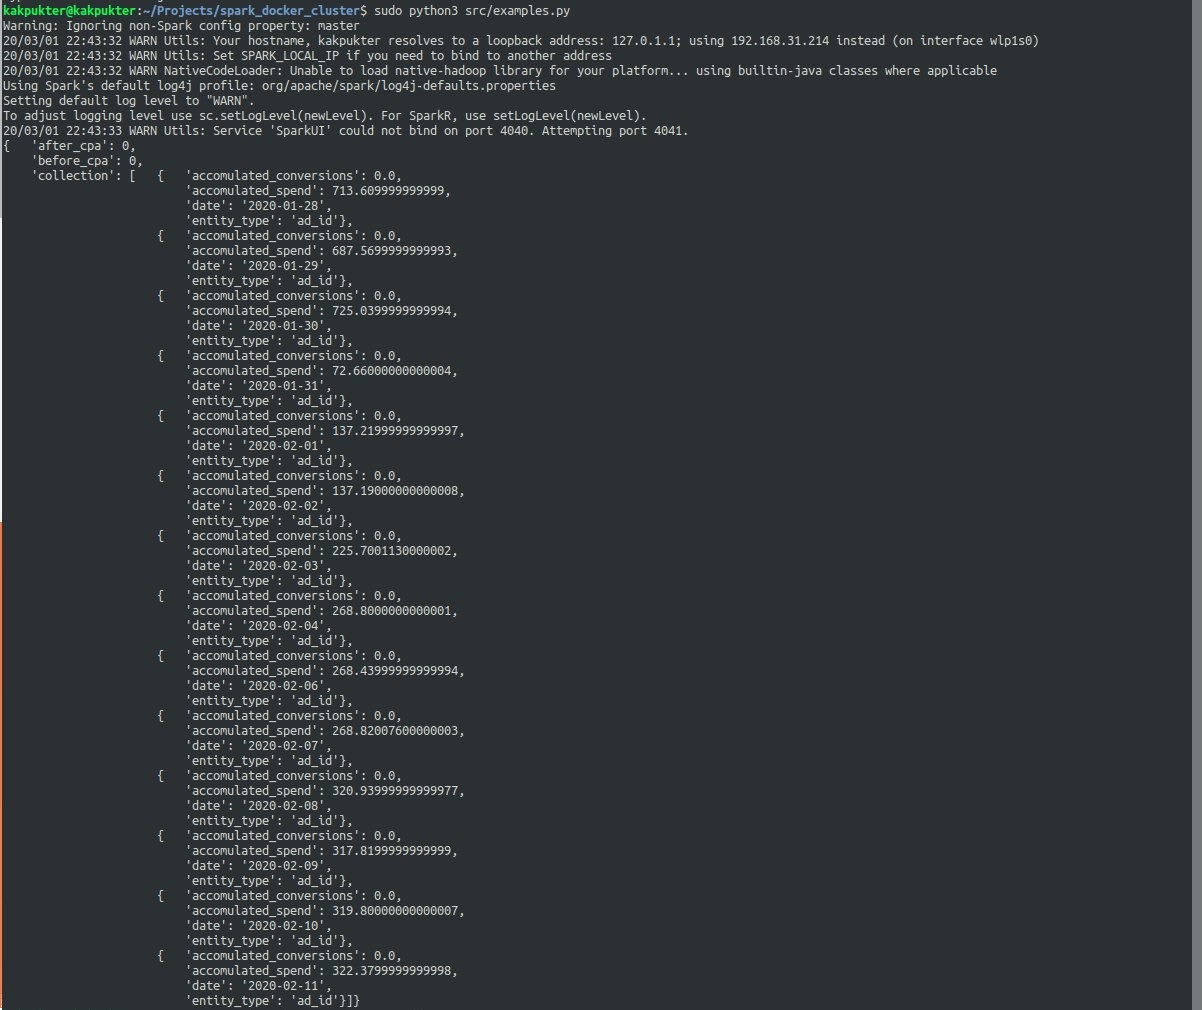 kakpukter@kakpukter:~/Projects/spark_docker_cluster$ sudo python3 src/examples.py
Warning: Ignoring non-Spark config property: master
20/03/01 22:43:32 WARN Utils: Your hostname, kakpukter resolves to a loopback address: 127.0.1.1; using 192.168.31.214 instead (on interface wlp1s0)
20/03/01 22:43:32 WARN Utils: Set SPARK_LOCAL_IP if you need to bind to another address
20/03/01 22:43:32 WARN NativeCodeLoader: Unable to load native-hadoop library for your platform... using builtin-java classes where applicable
Using Spark's default log4j profile: org/apache/spark/log4j-defaults.properties
Setting default log level to "WARN".
To adjust logging level use sc.setLogLevel(newLevel). For SparkR, use setLogLevel(newLevel).
20/03/01 22:43:33 WARN Utils: Service 'SparkUI' could not bind on port 4040. Attempting port 4041.
{   'after_cpa': 0,
    'before_cpa': 0,
    'collection': [   {   'accomulated_conversions': 0.0,
                          'accomulated_spend': 713.609999999999,
                          'date': '2020-01-28',
                          'entity_type': 'ad_id'},
                      {   'accomulated_conversions': 0.0,
                          'accomulated_spend': 687.5699999999993,
                          'date': '2020-01-29',
                          'entity_type': 'ad_id'},
                      {   'accomulated_conversions': 0.0,
                          'accomulated_spend': 725.0399999999994,
                          'date': '2020-01-30',
                          'entity_type': 'ad_id'},
                      {   'accomulated_conversions': 0.0,
                          'accomulated_spend': 72.66000000000004,
                          'date': '2020-01-31',
                          'entity_type': 'ad_id'},
                      {   'accomulated_conversions': 0.0,
                          'accomulated_spend': 137.21999999999997,
                          'date': '2020-02-01',
                          'entity_type': 'ad_id'},
                      {   'accomulated_conversions': 0.0,
                          'accomulated_spend': 137.19000000000008,
                          'date': '2020-02-02',
                          'entity_type': 'ad_id'},
                      {   'accomulated_conversions': 0.0,
                          'accomulated_spend': 225.7001130000002,
                          'date': '2020-02-03',
                          'entity_type': 'ad_id'},
                      {   'accomulated_conversions': 0.0,
                          'accomulated_spend': 268.8000000000001,
                          'date': '2020-02-04',
                          'entity_type': 'ad_id'},
                      {   'accomulated_conversions': 0.0,
                          'accomulated_spend': 268.43999999999994,
                          'date': '2020-02-06',
                          'entity_type': 'ad_id'},
                      {   'accomulated_conversions': 0.0,
                          'accomulated_spend': 268.82007600000003,
                          'date': '2020-02-07',
                          'entity_type': 'ad_id'},
                      {   'accomulated_conversions': 0.0,
                          'accomulated_spend': 320.93999999999977,
                          'date': '2020-02-08',
                          'entity_type': 'ad_id'},
                      {   'accomulated_conversions': 0.0,
                          'accomulated_spend': 317.8199999999999,
                          'date': '2020-02-09',
                          'entity_type': 'ad_id'},
                      {   'accomulated_conversions': 0.0,
                          'accomulated_spend': 319.80000000000007,
                          'date': '2020-02-10',
                          'entity_type': 'ad_id'},
                      {   'accomulated_conversions': 0.0,
                          'accomulated_spend': 322.3799999999998,
                          'date': '2020-02-11',
                          'entity_type': 'ad_id'}]}